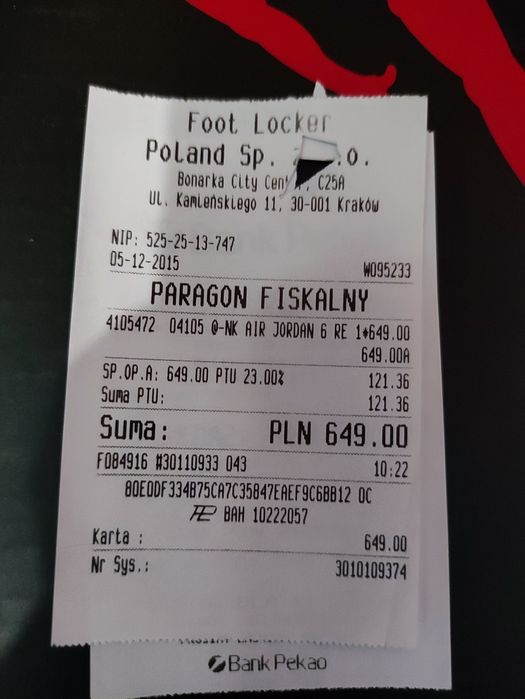 Foot Locker
Poland Sp. .o.
Bonarka City Cent , C25A
UL. Kamieńskiego 11, 30-001 Kraków
NIP: 525-25-13-747
05-12-2015 W095233
PARAGON FISKALNY
4105472 04105 @-NK AIR JORDAN 6 RE 1*649.00
649.00A
SP.OP.A: 649.00 PTU 23.00% 121.36
Suma PTU: 121.36
Suma: PLN 649.00
F084916 #30110933 043 10:22
80EDDF334B75CA7C35847EAEF9C6BB12 0C
BAH 10222057
Karta : 649.00
Nr Sys.: 3010109374
Bank Pekao